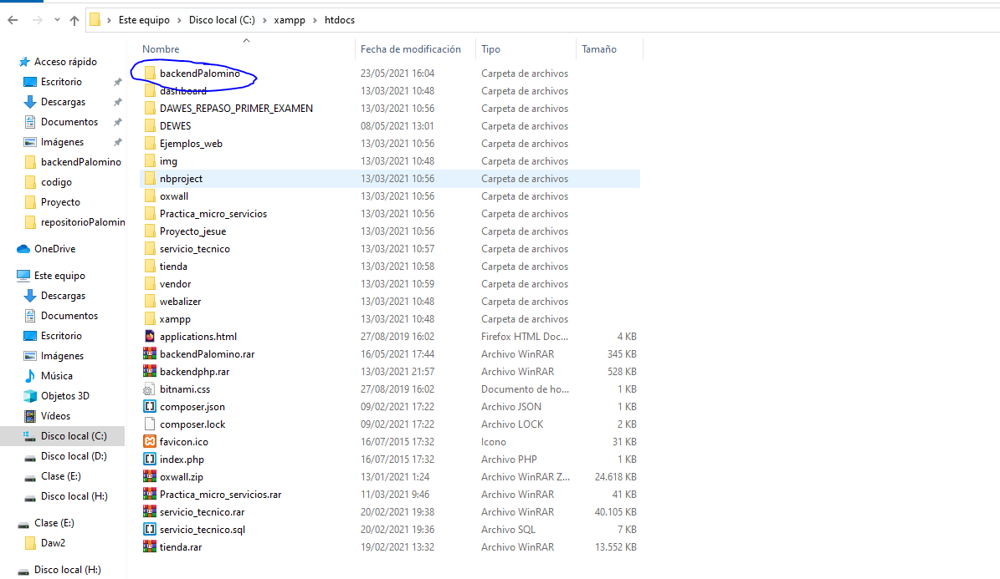 Este equipo > Disco local (C:) > xampp > htdocs
Nombre Fecha de modificación Tipo Tamaño
Acceso rápido
Escritorio
Descargas
Documentos
Imágenes
backendPalomino
codigo
Proyecto
repositorioPalomin
OneDrive
Este equipo
Descargas
Documentos
Escritorio
Imágenes
Música
Objetos 3D
Vídeos
Disco local (C:)
Disco local (D:)
Clase (E:)
Disco local (H:)
Clase (E:)
Daw2
Disco local (H:)
backendPalomino 23/05/2021 16:04 Carpeta de archivos
dashboard 13/03/2021 10:48 Carpeta de archivos
DAWES_REPASO_PRIMER_EXAMEN 13/03/2021 10:56 Carpeta de archivos
DEWES 08/05/2021 13:01 Carpeta de archivos
Ejemplos_web 13/03/2021 10:56 Carpeta de archivos
img 13/03/2021 10:48 Carpeta de archivos
nbproject 13/03/2021 10:56 Carpeta de archivos
oxwall 13/03/2021 10:56 Carpeta de archivos
Practica_micro_servicios 13/03/2021 10:56 Carpeta de archivos
Proyecto_jesue 13/03/2021 10:56 Carpeta de archivos
servicio_tecnico 13/03/2021 10:57 Carpeta de archivos
tienda 13/03/2021 10:58 Carpeta de archivos
vendor 13/03/2021 10:59 Carpeta de archivos
webalizer 13/03/2021 10:48 Carpeta de archivos
xampp 13/03/2021 10:48 Carpeta de archivos
applications.html 27/08/2019 16:02 Firefox HTML Doc... 4 KB
backendPalomino.rar 16/05/2021 17:44 Archivo WinRAR 345 KB
backendphp.rar 13/03/2021 21:57 Archivo WinRAR 528 KB
bitnami.css 27/08/2019 16:02 Documento de ho... 1 KB
composer.json 09/02/2021 17:22 Archivo JSON 1 KB
composer.lock 09/02/2021 17:22 Archivo LOCK 2 KB
favicon.ico 16/07/2015 17:32 Icono 31 KB
index.php 16/07/2015 17:32 Archivo PHP 1 KB
oxwall.zip 13/01/2021 1:24 Archivo WinRAR Z... 24.618 KB
Practica_micro_servicios.rar 11/03/2021 9:46 Archivo WinRAR 41 KB
servicio_tecnico.rar 20/02/2021 19:38 Archivo WinRAR 40.105 KB
servicio_tecnico.sql 20/02/2021 19:36 Archivo SQL 7 KB
tienda.rar 19/02/2021 13:32 Archivo WinRAR 13.552 KB